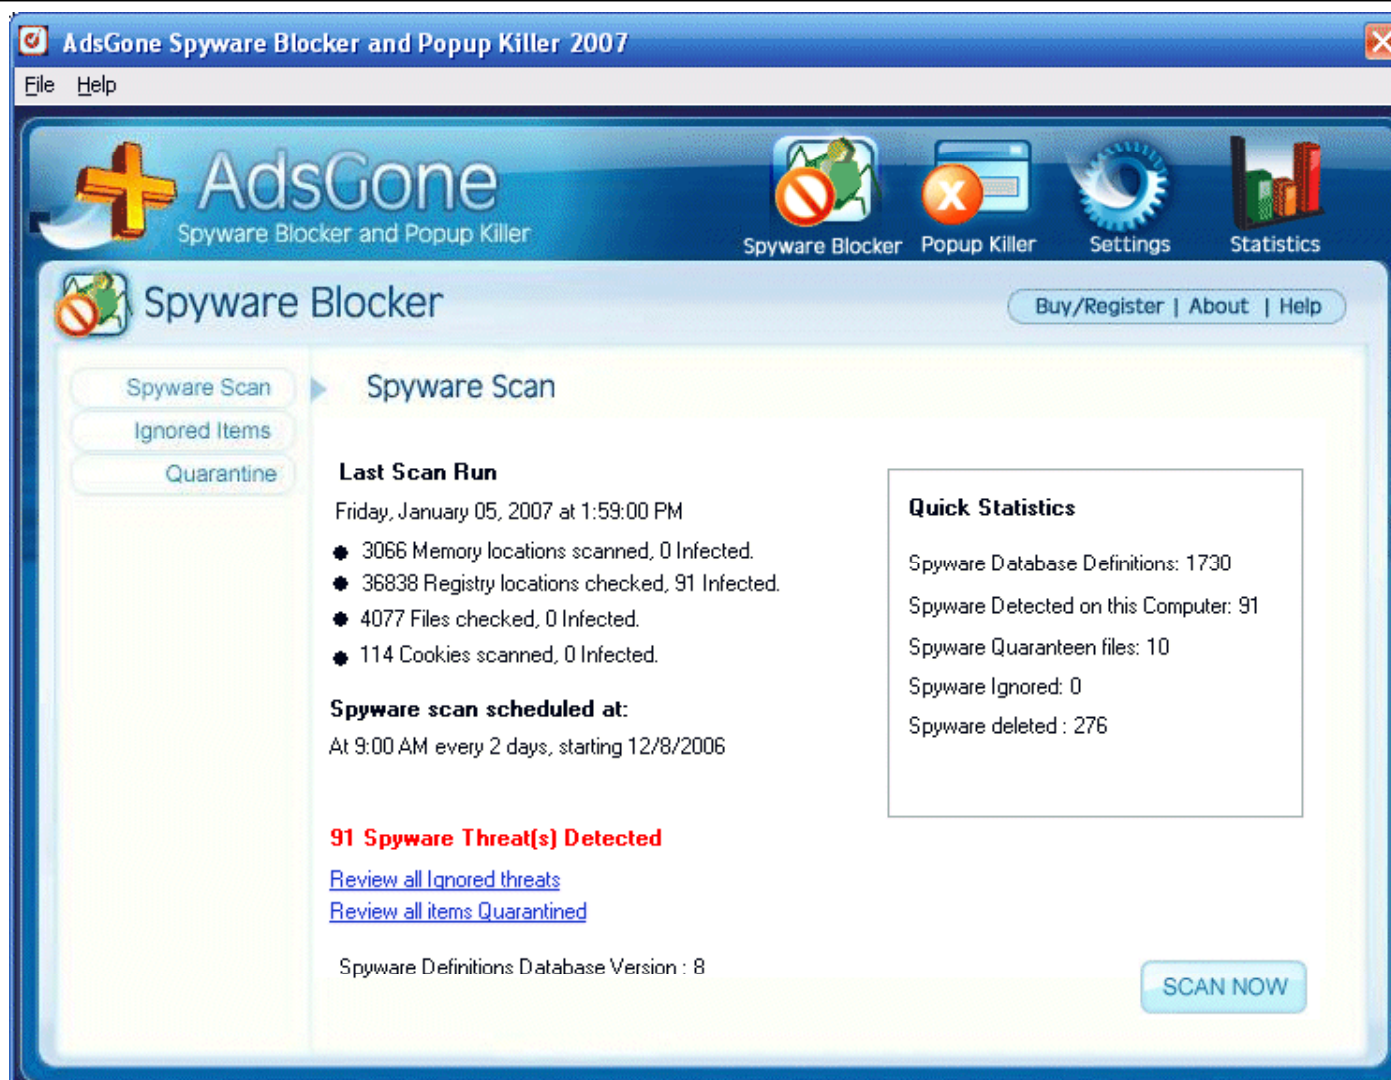 AdsGone Spyware Blocker and Popup Killer 2007
File Help
AdsGone
Spyware Blocker and Popup Killer
Spyware Blocker Popup Killer Settings Statistics
Spyware Blocker
Buy/Register | About | Help
Spyware Scan
Ignored Items
Quarantine
Spyware Scan
Last Scan Run
Friday, January 05, 2007 at 1:59:00 PM
3066 Memory locations scanned, 0 Infected.
36838 Registry locations checked, 91 Infected.
4077 Files checked, 0 Infected.
114 Cookies scanned, 0 Infected.
Spyware scan scheduled at:
At 9:00 AM every 2 days, starting 12/8/2006
Quick Statistics
Spyware Database Definitions: 1730
Spyware Detected on this Computer: 91
Spyware Quaranteen files: 10
Spyware Ignored: 0
Spyware deleted : 276
91 Spyware Threat(s) Detected
Review all Ignored threats
Review all items Quarantined
Spyware Definitions Database Version : 8
SCAN NOW